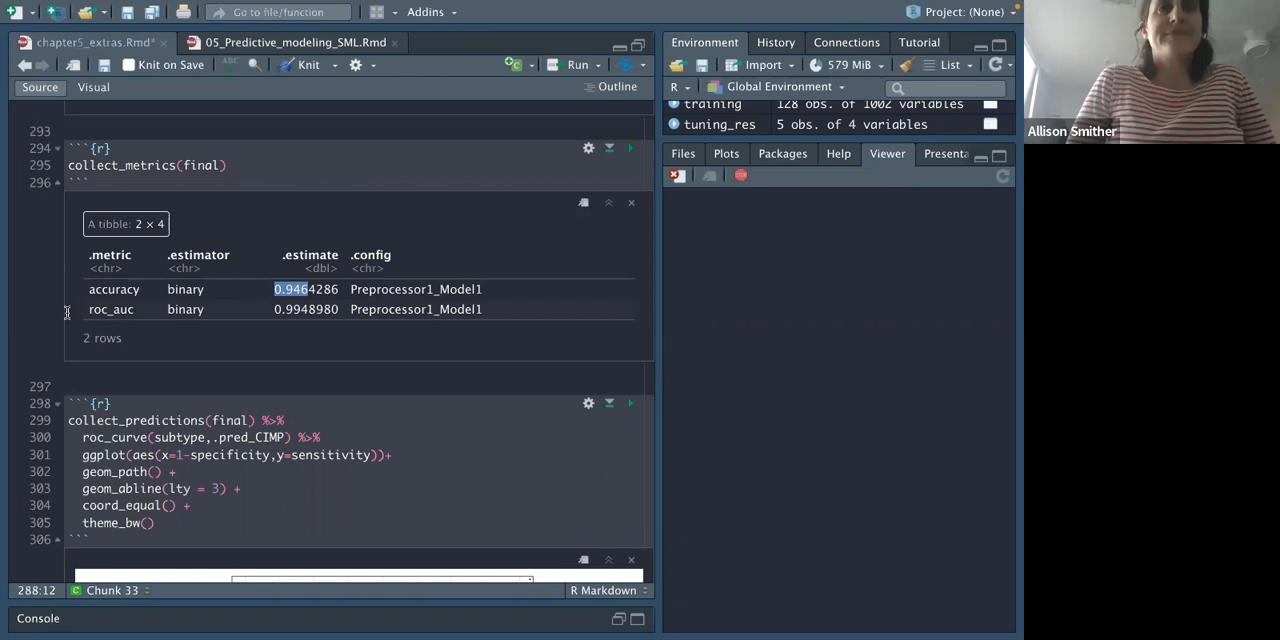 Go to file/function
Addins
Project: (None)
chapter5_extras.Rmd*
05_Predictive_modeling_SML.Rmd
Knit on Save
ABC
Knit
Run
Source
Visual
Outline
293
294
```{r}
295
collect_metrics(final)
296
```
A tibble: 2 × 4
.metric
.estimator
.estimate
.config
<chr>
<chr>
<dbl>
<chr>
accuracy
binary
0.9464286
Preprocessor1_Model1
roc_auc
binary
0.9948980
Preprocessor1_Model1
2 rows
297
298
```{r}
299
collect_predictions(final) %>%
300
roc_curve(subtype,.pred_CIMP) %>%
301
ggplot(aes(x=1-specificity,y=sensitivity))+
302
geom_path() +
303
geom_abline(lty = 3) +
304
coord_equal() +
305
theme_bw()
306
```
288:12
Chunk 33
R Markdown
Console
Environment
History
Connections
Tutorial
Import
579 MiB
List
R
Global Environment
training
128 obs. of 1002 variables
tuning_res
5 obs. of 4 variables
Files
Plots
Packages
Help
Viewer
Presenta
Allison Smither